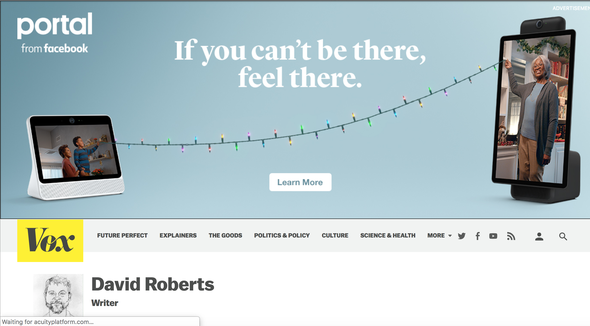 ADVERTISEMENT
portal
from facebook
If you can't be there,
feel there.
Learn More
Vox
FUTURE PERFECT EXPLAINERS THE GOODS POLITICS & POLICY CULTURE SCIENCE & HEALTH MORE
David Roberts
Writer
Waiting for acuityplatform.com...